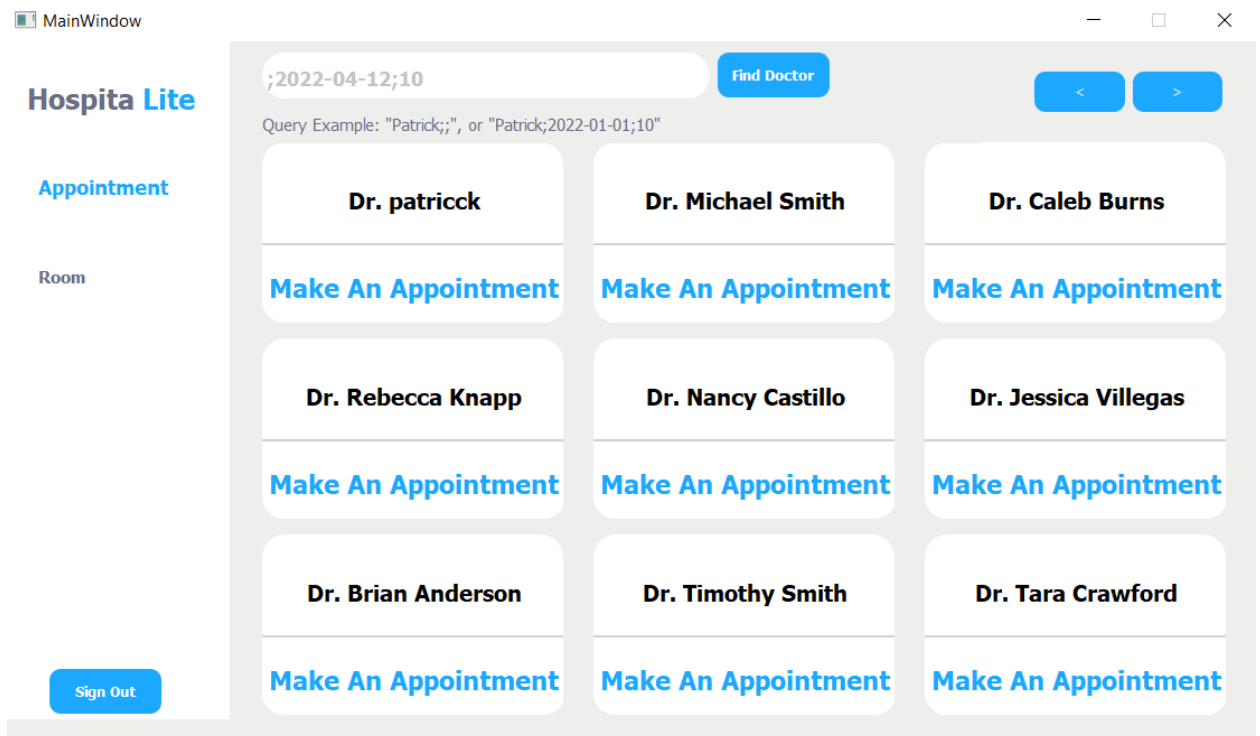 MainWindow
Hospita Lite
Appointment
Room
Sign Out
;2022-04-12;10
Find Doctor
< >
Query Example: "Patrick;;", or "Patrick;2022-01-01;10"
Dr. patricck
Make An Appointment
Dr. Michael Smith
Make An Appointment
Dr. Caleb Burns
Make An Appointment
Dr. Rebecca Knapp
Make An Appointment
Dr. Nancy Castillo
Make An Appointment
Dr. Jessica Villegas
Make An Appointment
Dr. Brian Anderson
Make An Appointment
Dr. Timothy Smith
Make An Appointment
Dr. Tara Crawford
Make An Appointment